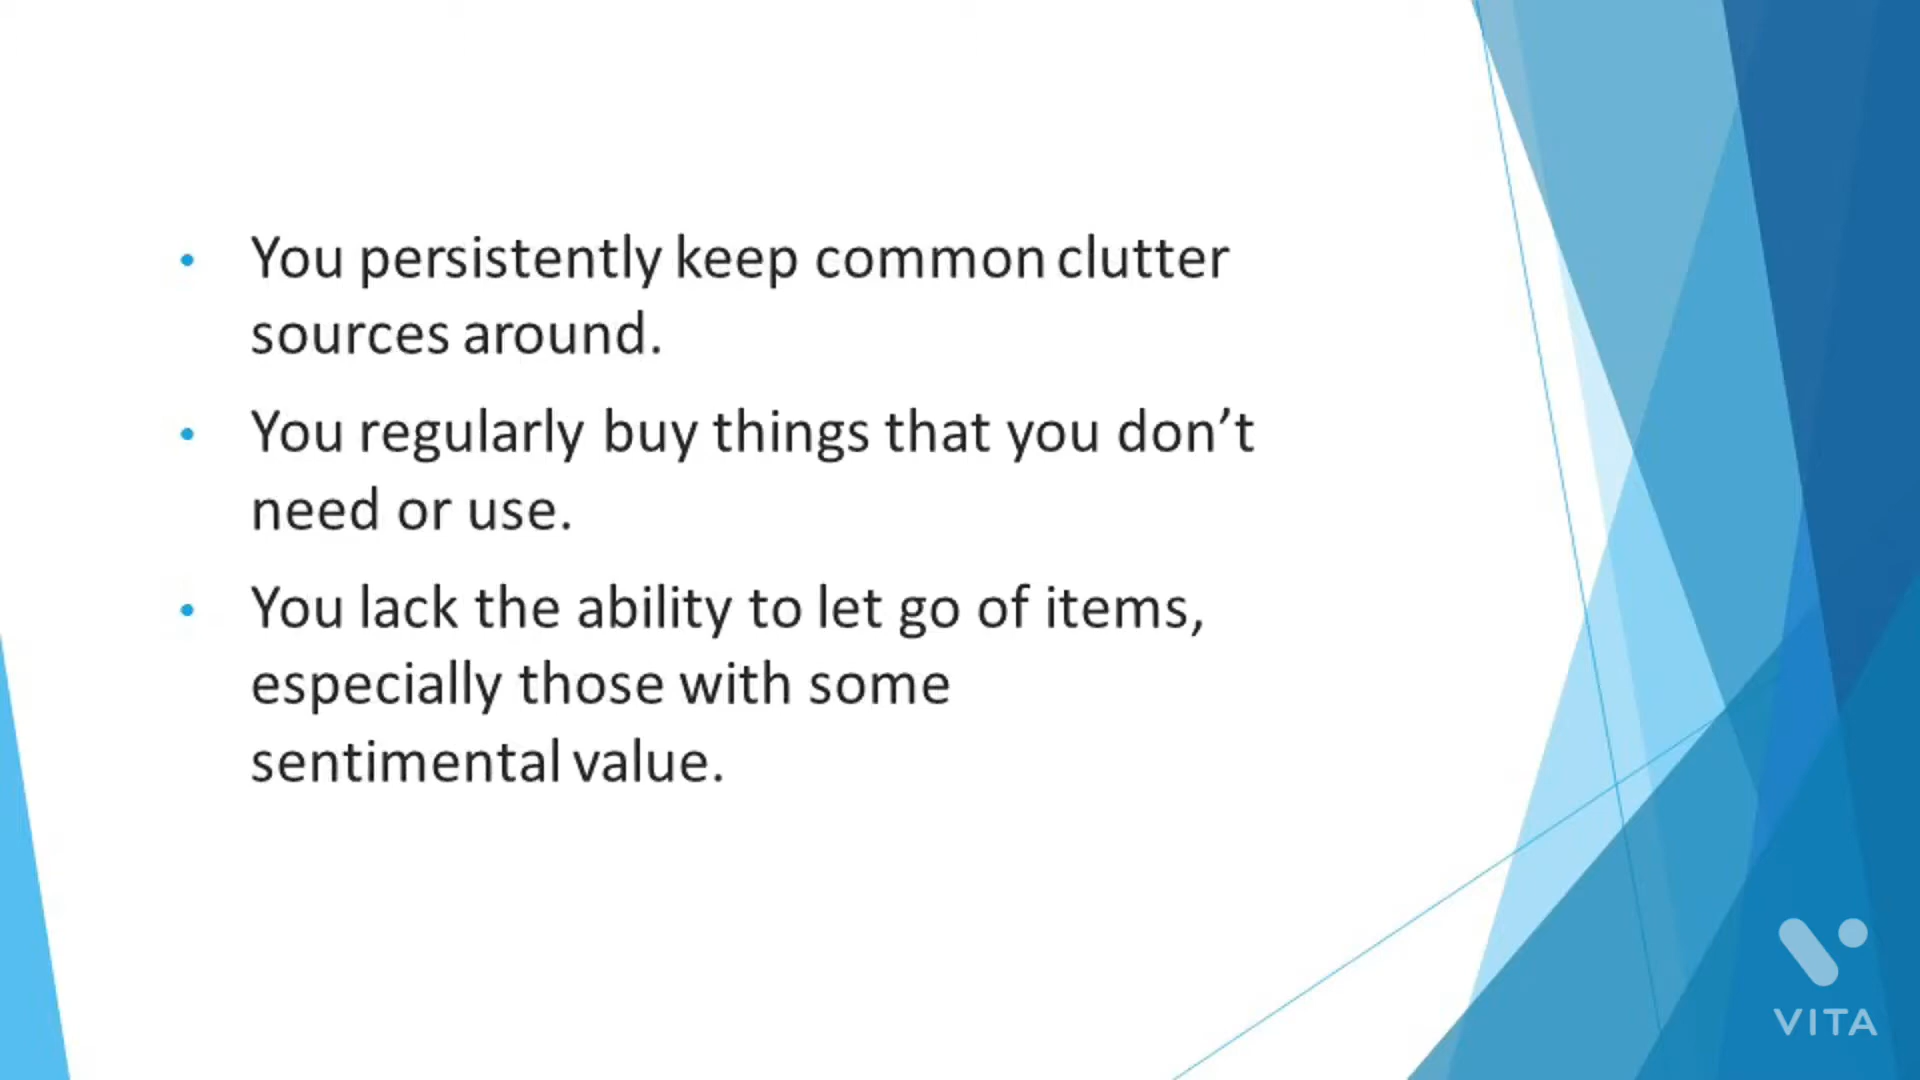 • You persistently keep common clutter
sources around.
• You regularly buy things that you don’t
need or use.
• You lack the ability to let go of items,
especially those with some
sentimental value.
VITA